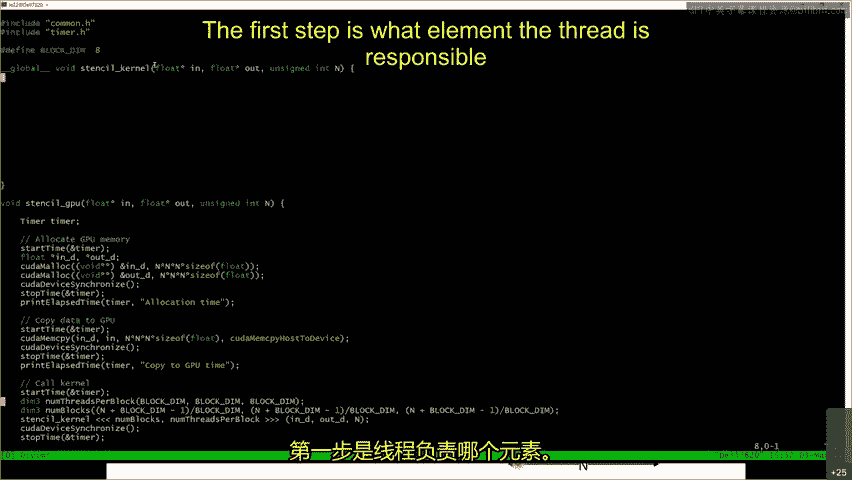 #include "common.h"
#include "timer.h"
#define BLOCK_DIM 8
__global__ void stencil_kernel(float* in, float* out, unsigned int N) {
The first step is what element the thread is
responsible
}
void stencil_gpu(float* in, float* out, unsigned int N) {
Timer timer;
// Allocate GPU memory
startTime(&timer);
float *in_d, *out_d;
cudaMalloc((void**) &in_d, N*N*N*sizeof(float));
cudaMalloc((void**) &out_d, N*N*N*sizeof(float));
cudaDeviceSynchronize();
stopTime(&timer);
printElapsedTime(timer, "Allocation time");
// Copy data to GPU
startTime(&timer);
cudaMemcpy(in_d, in, N*N*N*sizeof(float), cudaMemcpyHostToDevice);
cudaDeviceSynchronize();
stopTime(&timer);
printElapsedTime(timer, "Copy to GPU time");
// Call kernel
startTime(&timer);
dim3 numThreadsPerBlock(BLOCK_DIM, BLOCK_DIM, BLOCK_DIM);
dim3 numBlocks((N + BLOCK_DIM - 1)/BLOCK_DIM, (N + BLOCK_DIM - 1)/BLOCK_DIM, (N + BLOCK_DIM - 1)/BLOCK_DIM);
stencil_kernel <<< numBlocks, numThreadsPerBlock >>> (in_d, out_d, N);
cudaDeviceSynchronize();
stopTime(&timer);
8,0-1
第一步是线程负责哪个元素。
N
+25